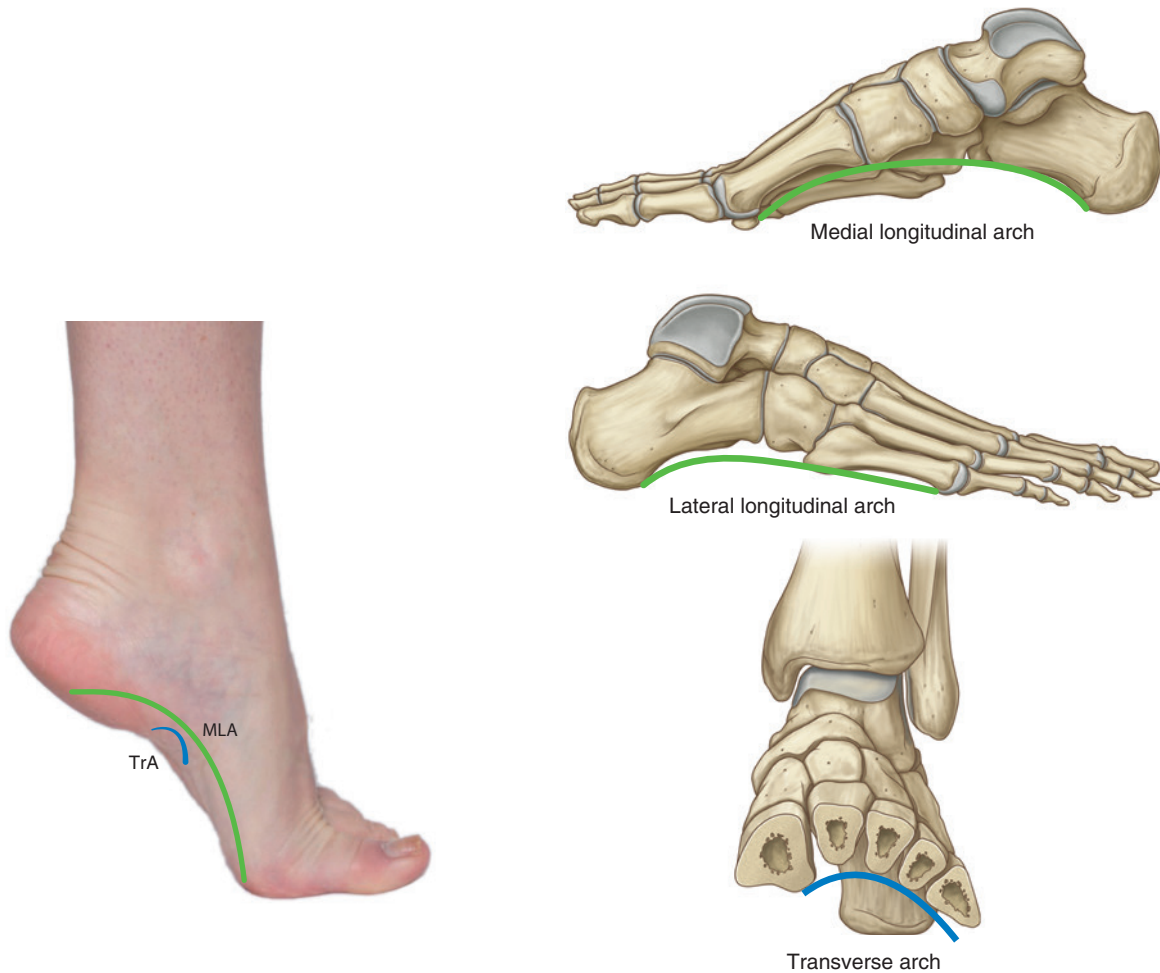 Medial longitudinal arch
Lateral longitudinal arch
MLA
TrA
Transverse arch